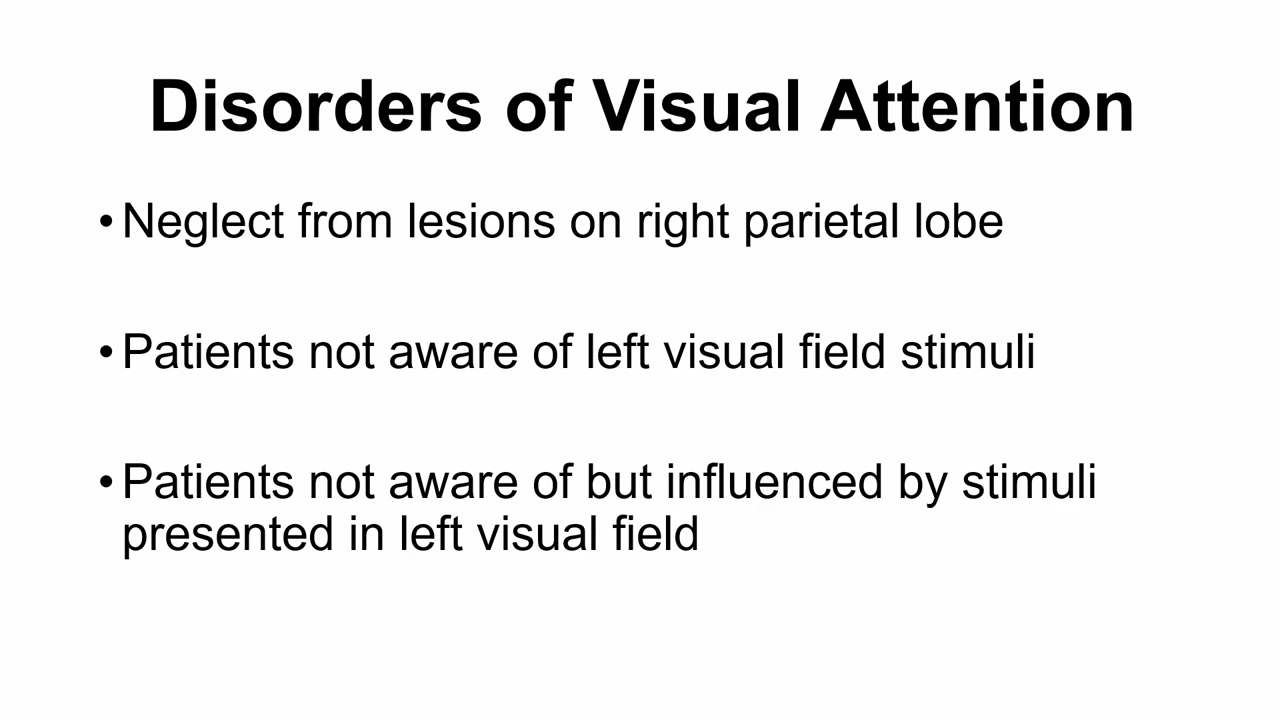 Disorders of Visual Attention
• Neglect from lesions on right parietal lobe
• Patients not aware of left visual field stimuli
• Patients not aware of but influenced by stimuli
presented in left visual field